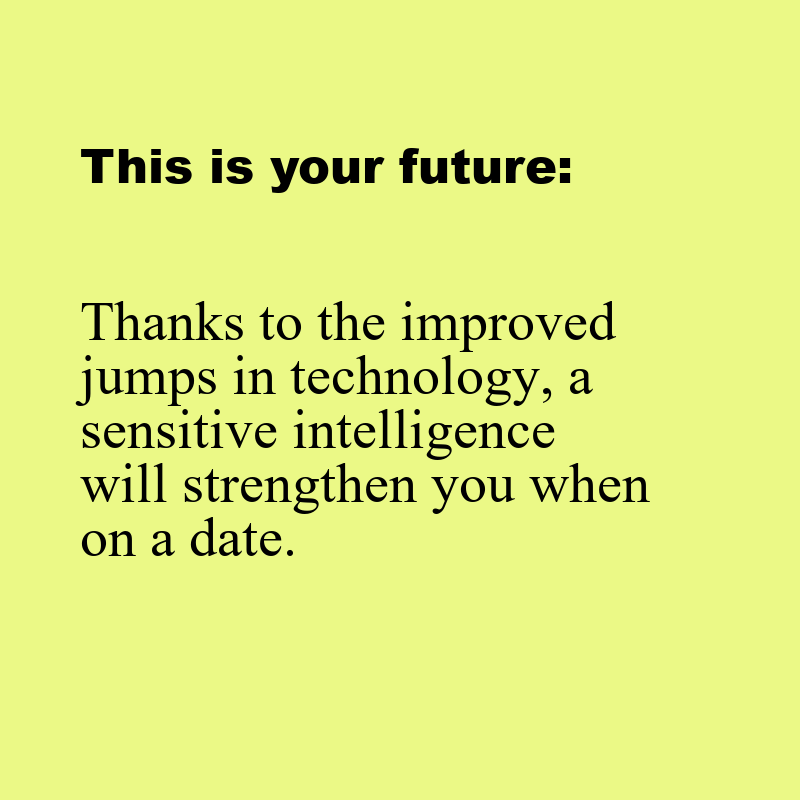 This is your future:
Thanks to the improved
jumps in technology, a
sensitive intelligence
will strengthen you when
on a date.